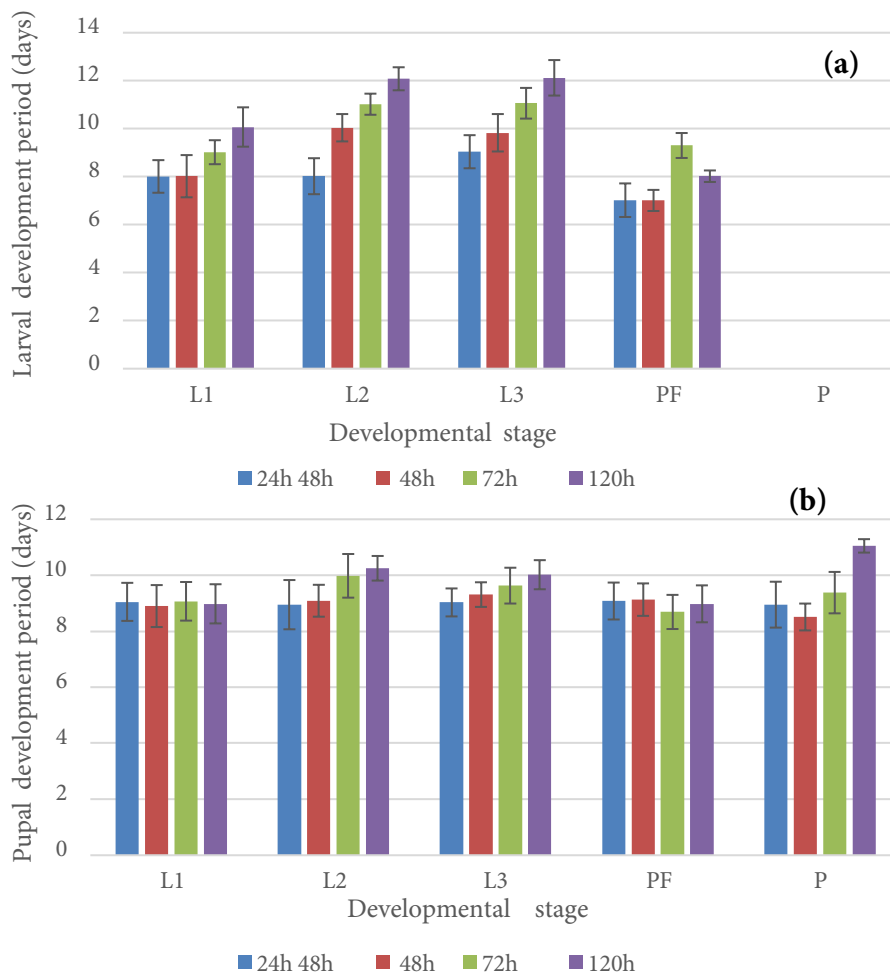 14
(a)
12
10
8
6
4
2
0
Larval development period (days)
L1 L2 L3 PF P
Developmental stage
24h 48h 48h 72h 120h
(b)
12
10
8
6
4
2
0
Pupal development period (days)
L1 L2 L3 PF P
Developmental stage
24h 48h 48h 72h 120h